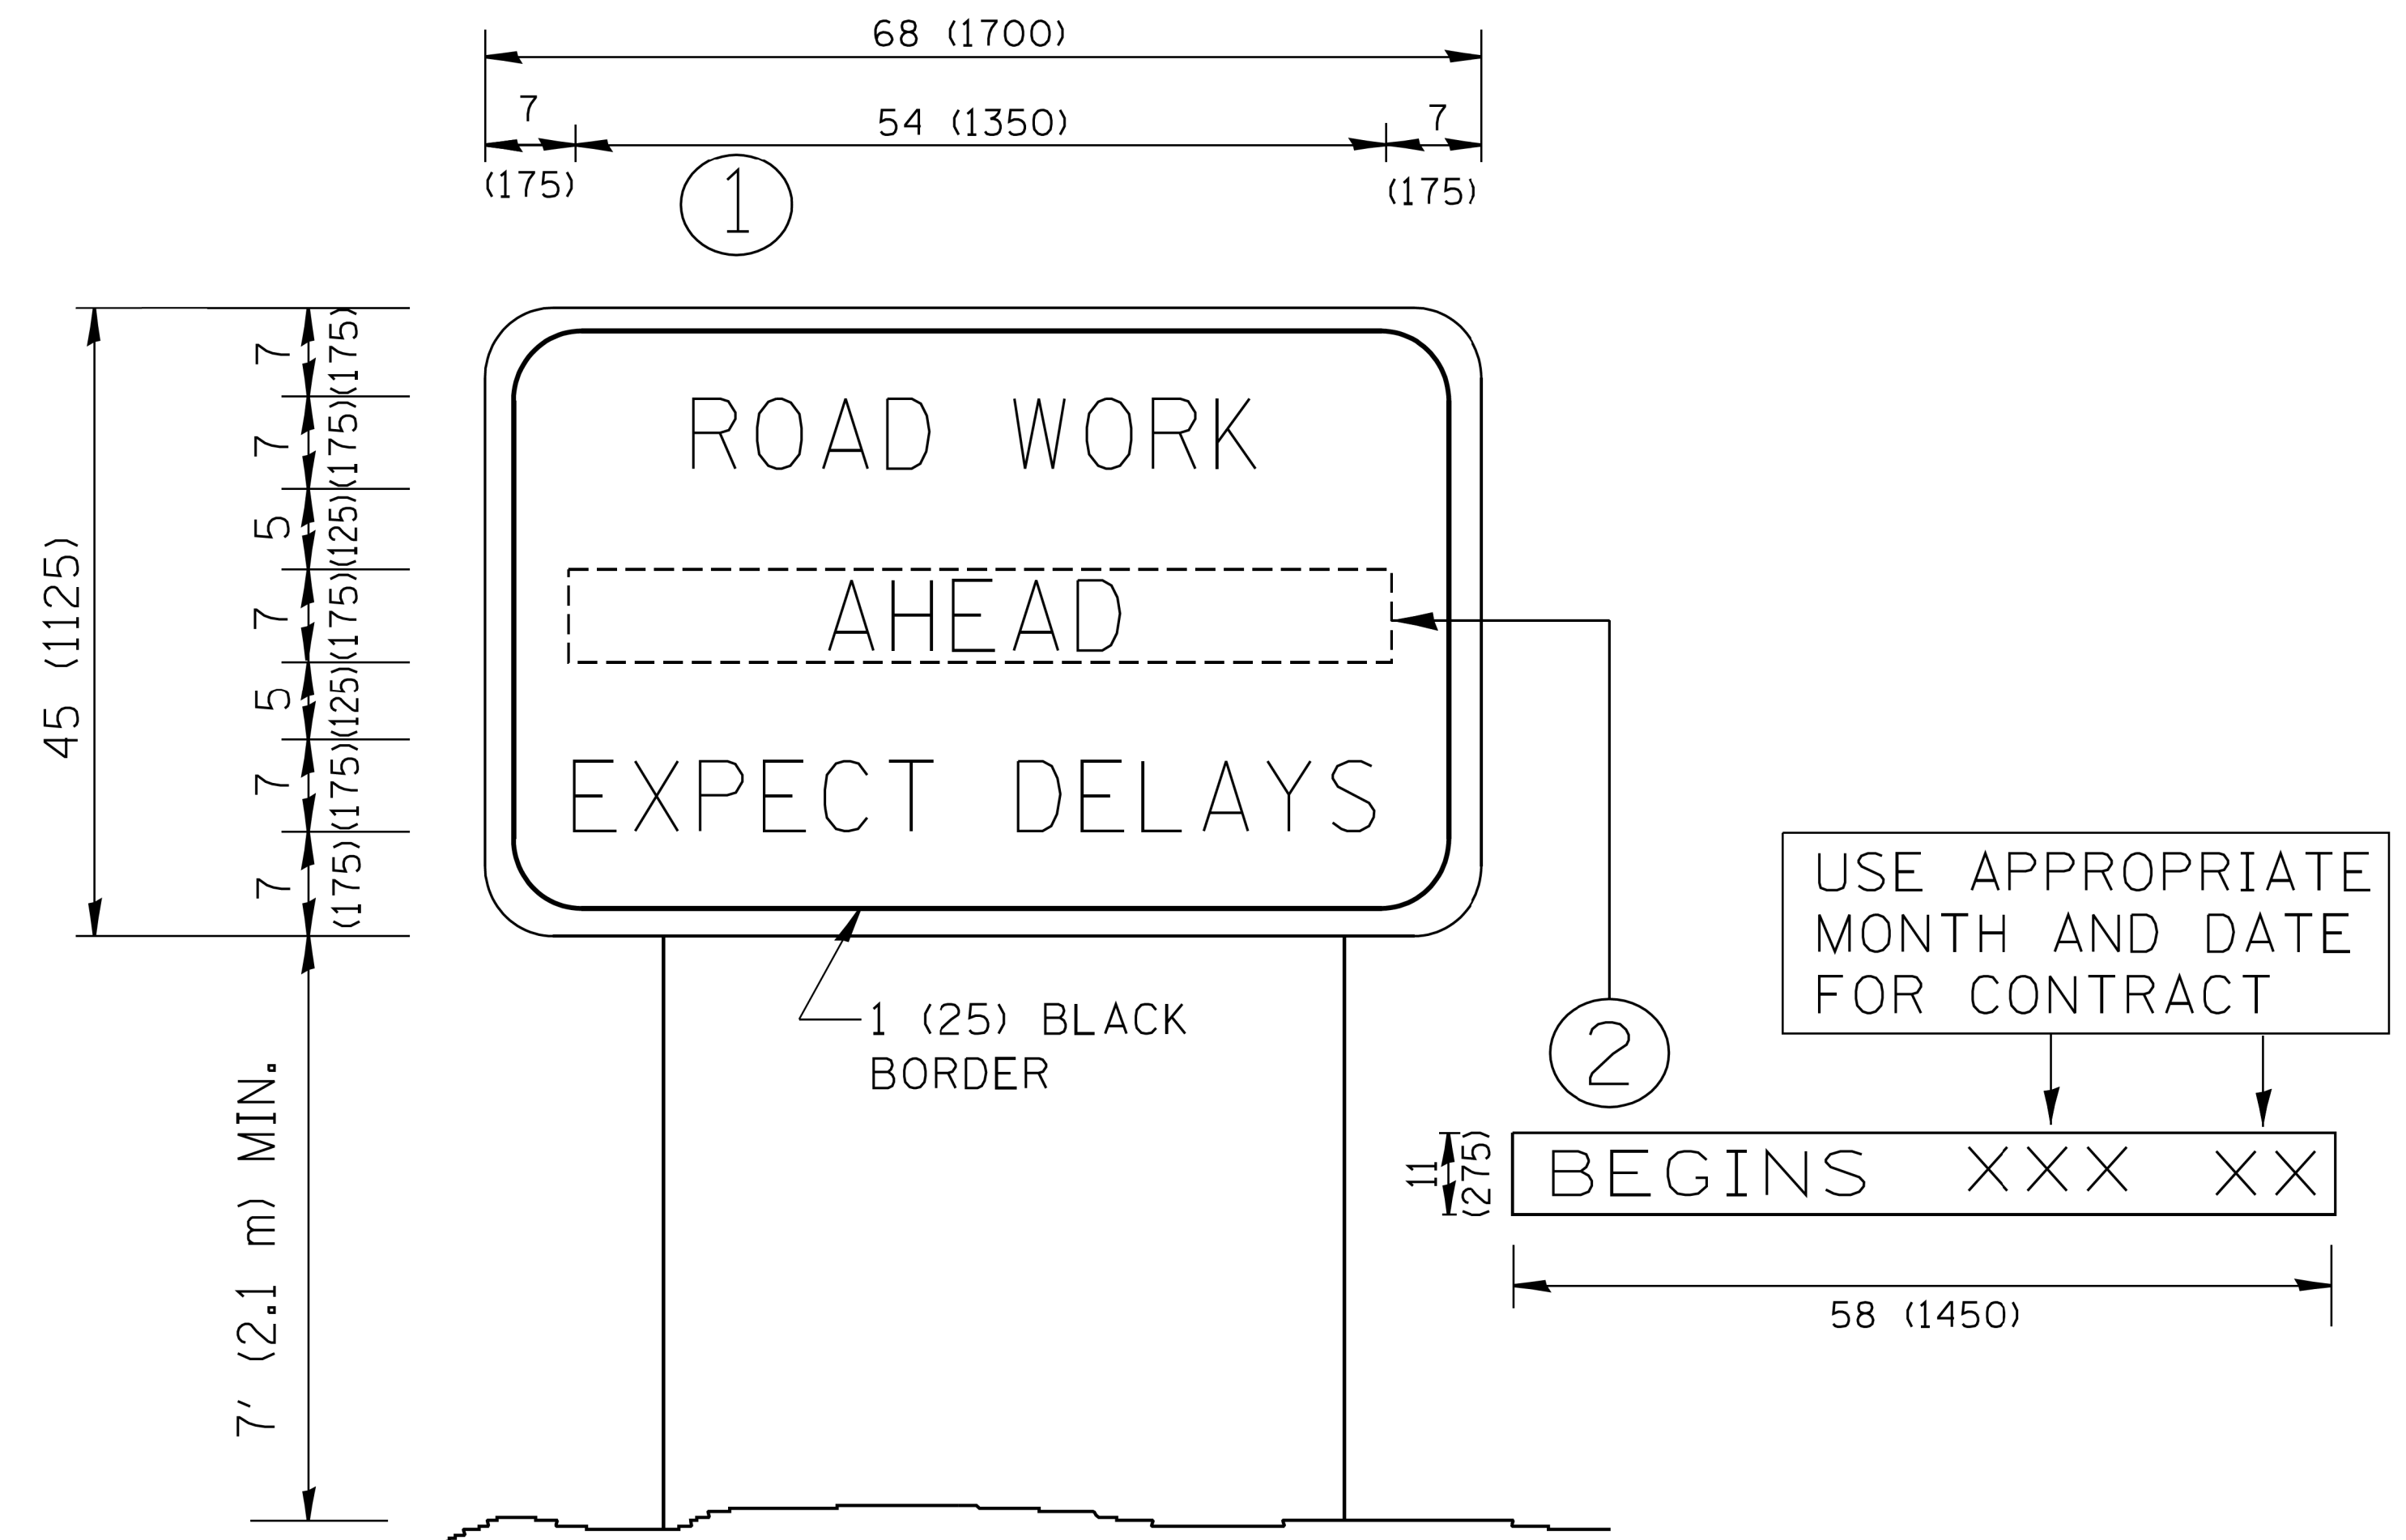 68 (1700)
7
54 (1350)
7
(175)
(175)
1
45 (1125)
7 (175)
7 (175)
5 (125)
7 (175)
5 (125)
7 (175)
7 (175)
7' (2.1 m) MIN.
ROAD WORK
AHEAD
EXPECT DELAYS
1 (25) BLACK
BORDER
2
USE APPROPRIATE
MONTH AND DATE
FOR CONTRACT
11
(275)
BEGINS XXX XX
58 (1450)